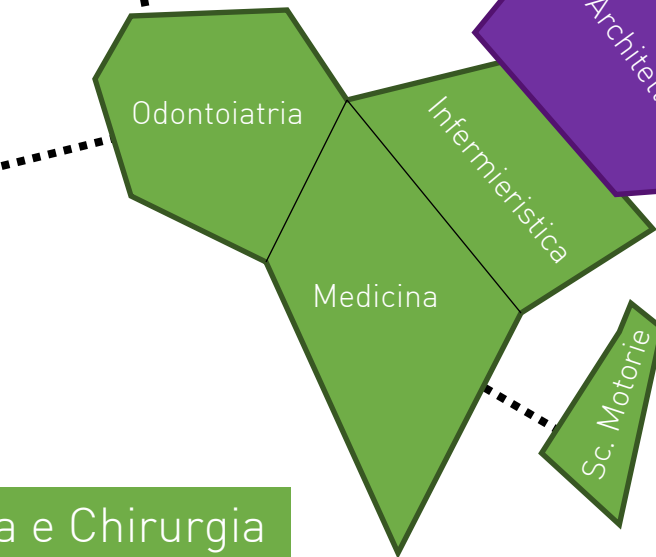 Odontoiatria
Infermieristica
Medicina
Sc. Motorie
e Chirurgia